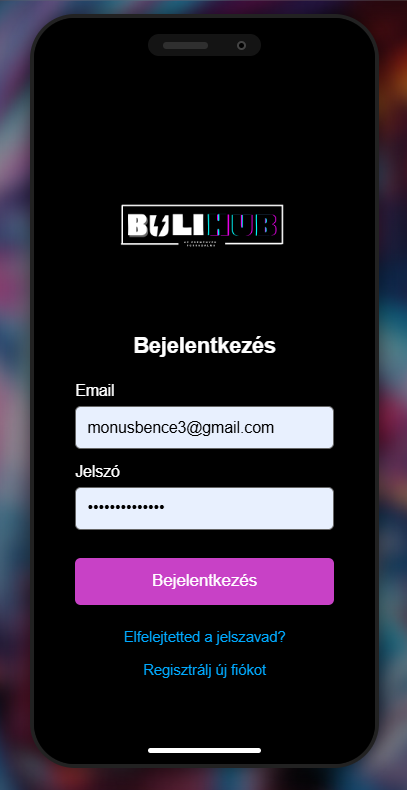 BULIHUB
Bejelentkezés
Email
monusbence3@gmail.com
Jelszó
••••••••••••••
Bejelentkezés
Elfelejtetted a jelszavad?
Regisztrálj új fiókot